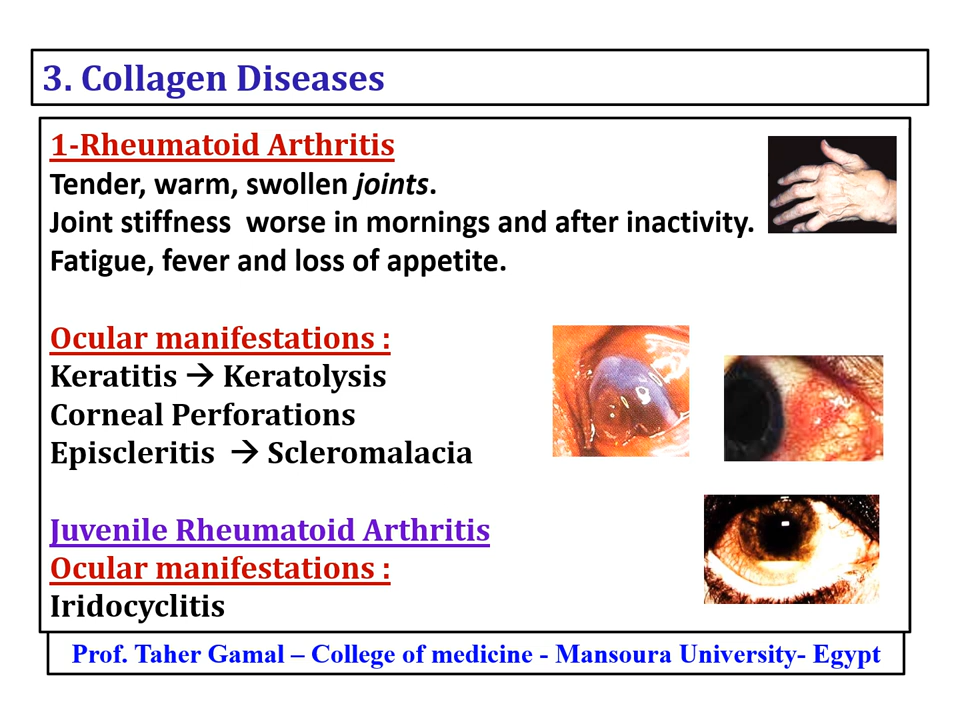 3. Collagen Diseases
1-Rheumatoid Arthritis
Tender, warm, swollen joints.
Joint stiffness worse in mornings and after inactivity.
Fatigue, fever and loss of appetite.
Ocular manifestations :
Keratitis → Keratolysis
Corneal Perforations
Episcleritis → Scleromalacia
Juvenile Rheumatoid Arthritis
Ocular manifestations :
Iridocyclitis
Prof. Taher Gamal – College of medicine - Mansoura University- Egypt